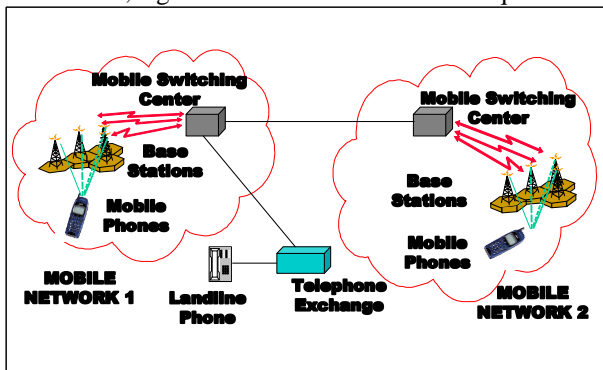 Mobile Switching
Center
Base
Stations
Mobile
Phones
MOBILE
NETWORK 1
Landline
Phone
Telephone
Exchange
Mobile Switching
Center
Base
Stations
Mobile
Phones
MOBILE
NETWORK 2